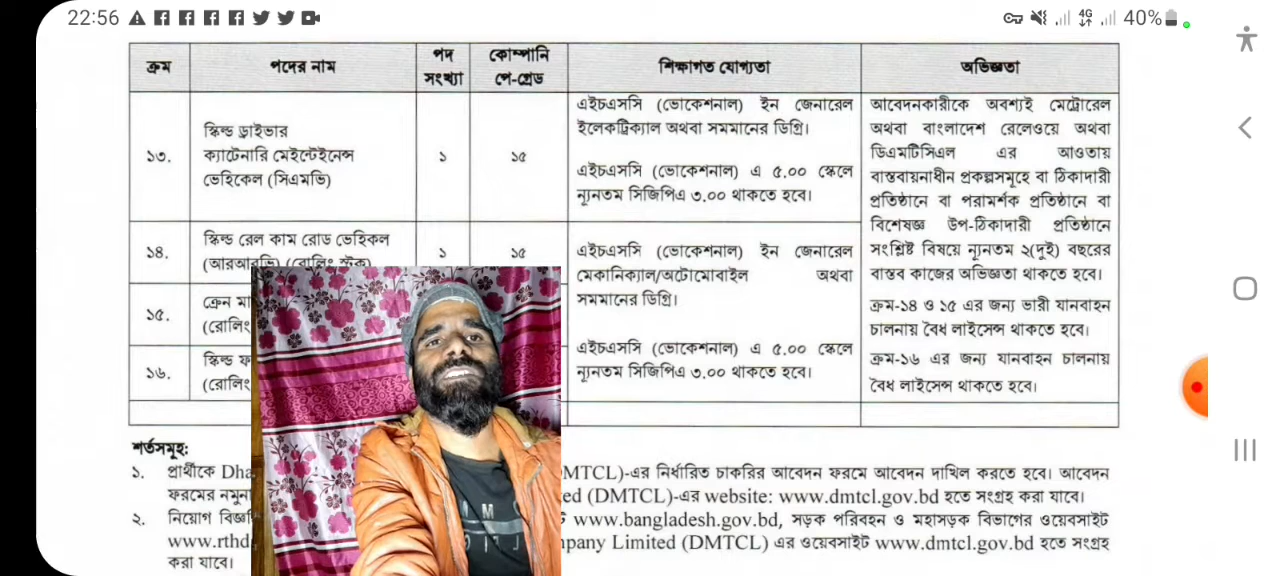 22:56
4G
40%
ক্রম
পদের নাম
পদ
সংখ্যা
কোম্পানি
পে-গ্রেড
শিক্ষাগত যোগ্যতা
অভিজ্ঞতা
১৩.
স্কিল্ড ড্রাইভার
ক্যাটেনারি মেইন্টেইনেন্স
ভেহিকেল (সিএমভি)
১
১৫
এইচএসসি (ভোকেশনাল) ইন জেনারেল
ইলেকট্রিক্যাল অথবা সমমানের ডিগ্রি।
এইচএসসি (ভোকেশনাল) এ ৫.০০ স্কেলে
ন্যূনতম সিজিপিএ ৩.০০ থাকতে হবে।
আবেদনকারীকে অবশ্যই মেট্রোরেল
অথবা বাংলাদেশ রেলেওয়ে অথবা
ডিএমটিসিএল এর আওতায়
বাস্তবায়নাধীন প্রকল্পসমূহে বা ঠিকাদারী
প্রতিষ্ঠানে বা পরামর্শক প্রতিষ্ঠানে বা
বিশেষজ্ঞ উপ-ঠিকাদারী প্রতিষ্ঠানে
সংশ্লিষ্ট বিষয়ে ন্যূনতম ২(দুই) বছরের
বাস্তব কাজের অভিজ্ঞতা থাকতে হবে।
ক্রম-১৪ ও ১৫ এর জন্য ভারী যানবাহন
চালনায় বৈধ লাইসেন্স থাকতে হবে।
ক্রম-১৬ এর জন্য যানবাহন চালনায়
বৈধ লাইসেন্স থাকতে হবে।
১৪.
স্কিল্ড রেল কাম রোড ভেহিকল
(আরআরভি) (রোলিং স্টক)
১
১৫
এইচএসসি (ভোকেশনাল) ইন জেনারেল
মেকানিক্যাল/অটোমোবাইল অথবা
সমমানের ডিগ্রি।
এইচএসসি (ভোকেশনাল) এ ৫.০০ স্কেলে
ন্যূনতম সিজিপিএ ৩.০০ থাকতে হবে।
১৫.
ক্রেন মা
(রোলিং
১৬.
স্কিল্ড ফ
(রোলিং
শর্তসমূহ:
১. প্রার্থীকে Dha MTCL)-এর নির্ধারিত চাকরির আবেদন ফরমে আবেদন দাখিল করতে হবে। আবেদন
ফরমের নমুনা ed (DMTCL)-এর website: www.dmtcl.gov.bd হতে সংগ্রহ করা যাবে।
২. নিয়োগ বিজ্ঞপ্তি www.bangladesh.gov.bd, সড়ক পরিবহন ও মহাসড়ক বিভাগের ওয়েবসাইট
www.rthd. mpany Limited (DMTCL) এর ওয়েবসাইট www.dmtcl.gov.bd হতে সংগ্রহ
করা যাবে।